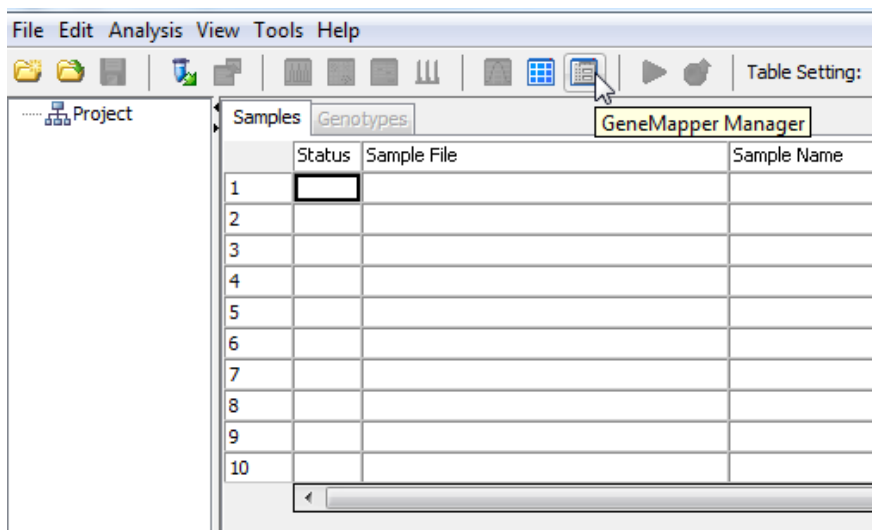 File Edit Analysis View Tools Help
Table Setting:
Project
Samples Genotypes
GeneMapper Manager
Status Sample File Sample Name
1
2
3
4
5
6
7
8
9
10